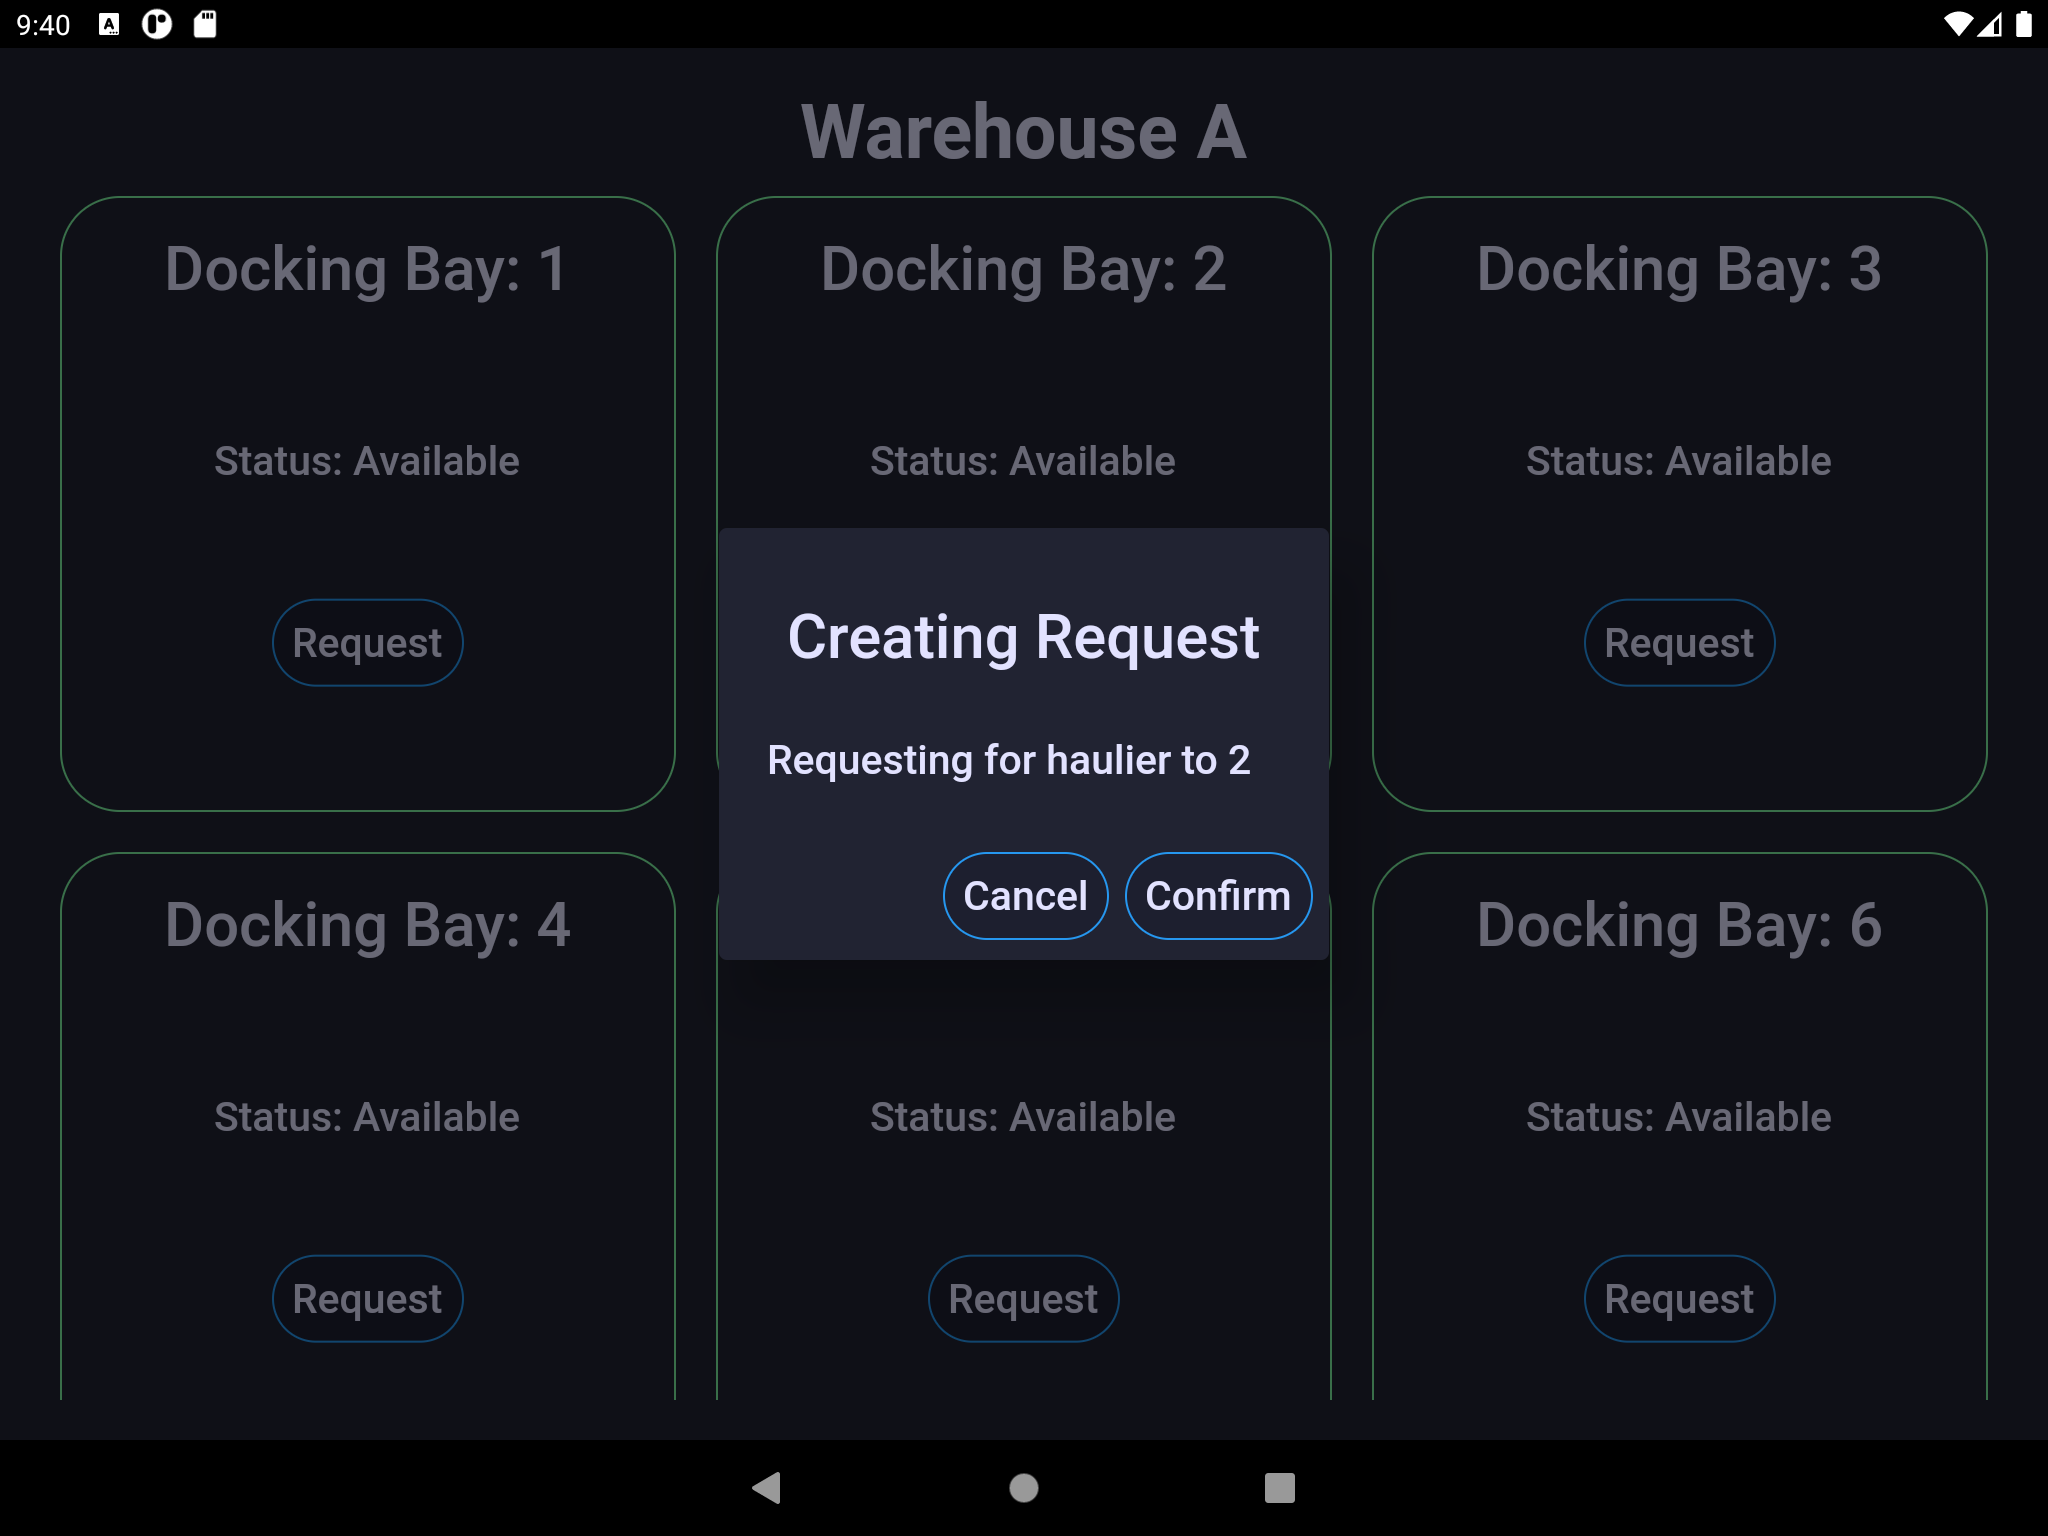 9:40
Warehouse A
Docking Bay: 1
Docking Bay: 2
Docking Bay: 3
Status: Available
Status: Available
Status: Available
Request
Request
Creating Request
Requesting for haulier to 2
Cancel
Confirm
Docking Bay: 4
Docking Bay: 6
Status: Available
Status: Available
Status: Available
Request
Request
Request